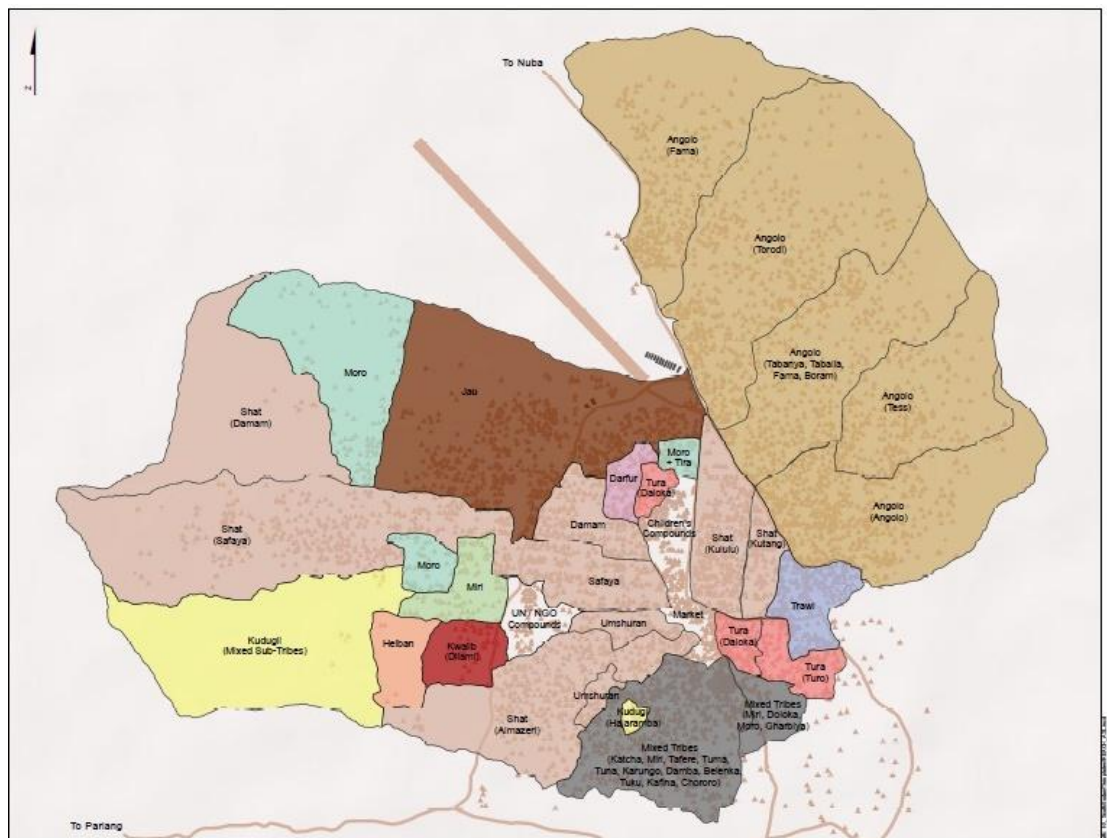 To Nuba
N
Angolo
(Fama)
Angolo
(Torodi)
Angolo
(Tabanya, Taballa,
Fama, Boram)
Angolo
(Tess)
Moro
Jau
Shat
(Damam)
Moro
+ Tira
Darfur
Tura
(Daloka)
Angolo
(Angolo)
Damam
Children's
Compounds
Shat
(Kululu)
Shat
(Kutang)
Shat
(Safaya)
Moro
Miri
Safaya
Trawi
UN / NGO
Compounds
Market
Umshuran
Kudugli
(Mixed Sub-Tribes)
Heiban
Kwalib
(Dilami)
Tura
(Daloka)
Tura
(Turo)
Umshuran
Kudugli
(Hajaramba)
Mixed Tribes
(Miri, Doloka,
Moro, Gharbiya)
Shat
(Almazeri)
Mixed Tribes
(Katcha, Miri, Tafere, Tuma,
Tuna, Karungo, Damba, Belenka,
Tuku, Kafina, Chororo)
To Pariang